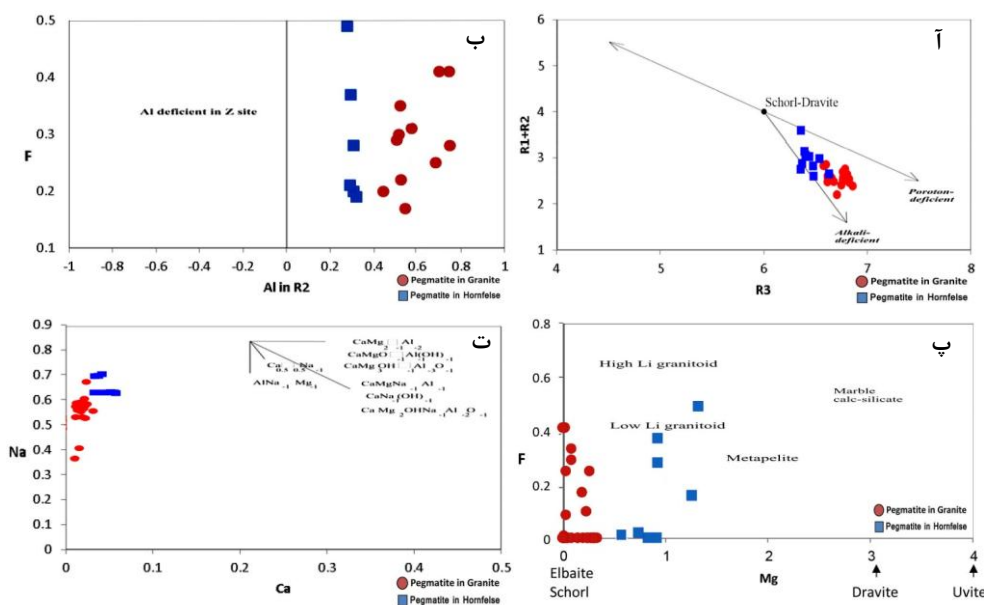 ب
0.5
0.4
0.3
0.2
0.1
F
Al deficient in Z site
-1 -0.8 -0.6 -0.4 -0.2 0 0.2 0.4 0.6 0.8 1
Al in R2
Pegmatite in Granite
Pegmatite in Hornfelse
آ
6
5
4
3
2
1
R1+R2
Schorl-Dravite
Poroton-
deficient
Alkali-
deficient
4 5 6 7 8
R3
Pegmatite in Granite
Pegmatite in Hornfelse
ت
0.9
0.8
0.7
0.6
0.5
0.4
0.3
0.2
0.1
0
Na
0 0.1 0.2 0.3 0.4 0.5
Ca
Pegmatite in Granite
Pegmatite in Hornfelse
پ
0.8
0.6
0.4
0.2
0
F
High Li granitoid
Low Li granitoid
Marble
calc-silicate
Metapelite
Pegmatite in Granite
Pegmatite in Hornfelse
0 1 2 3 4
Elbaite
Schorl
Mg
Dravite
Uvite